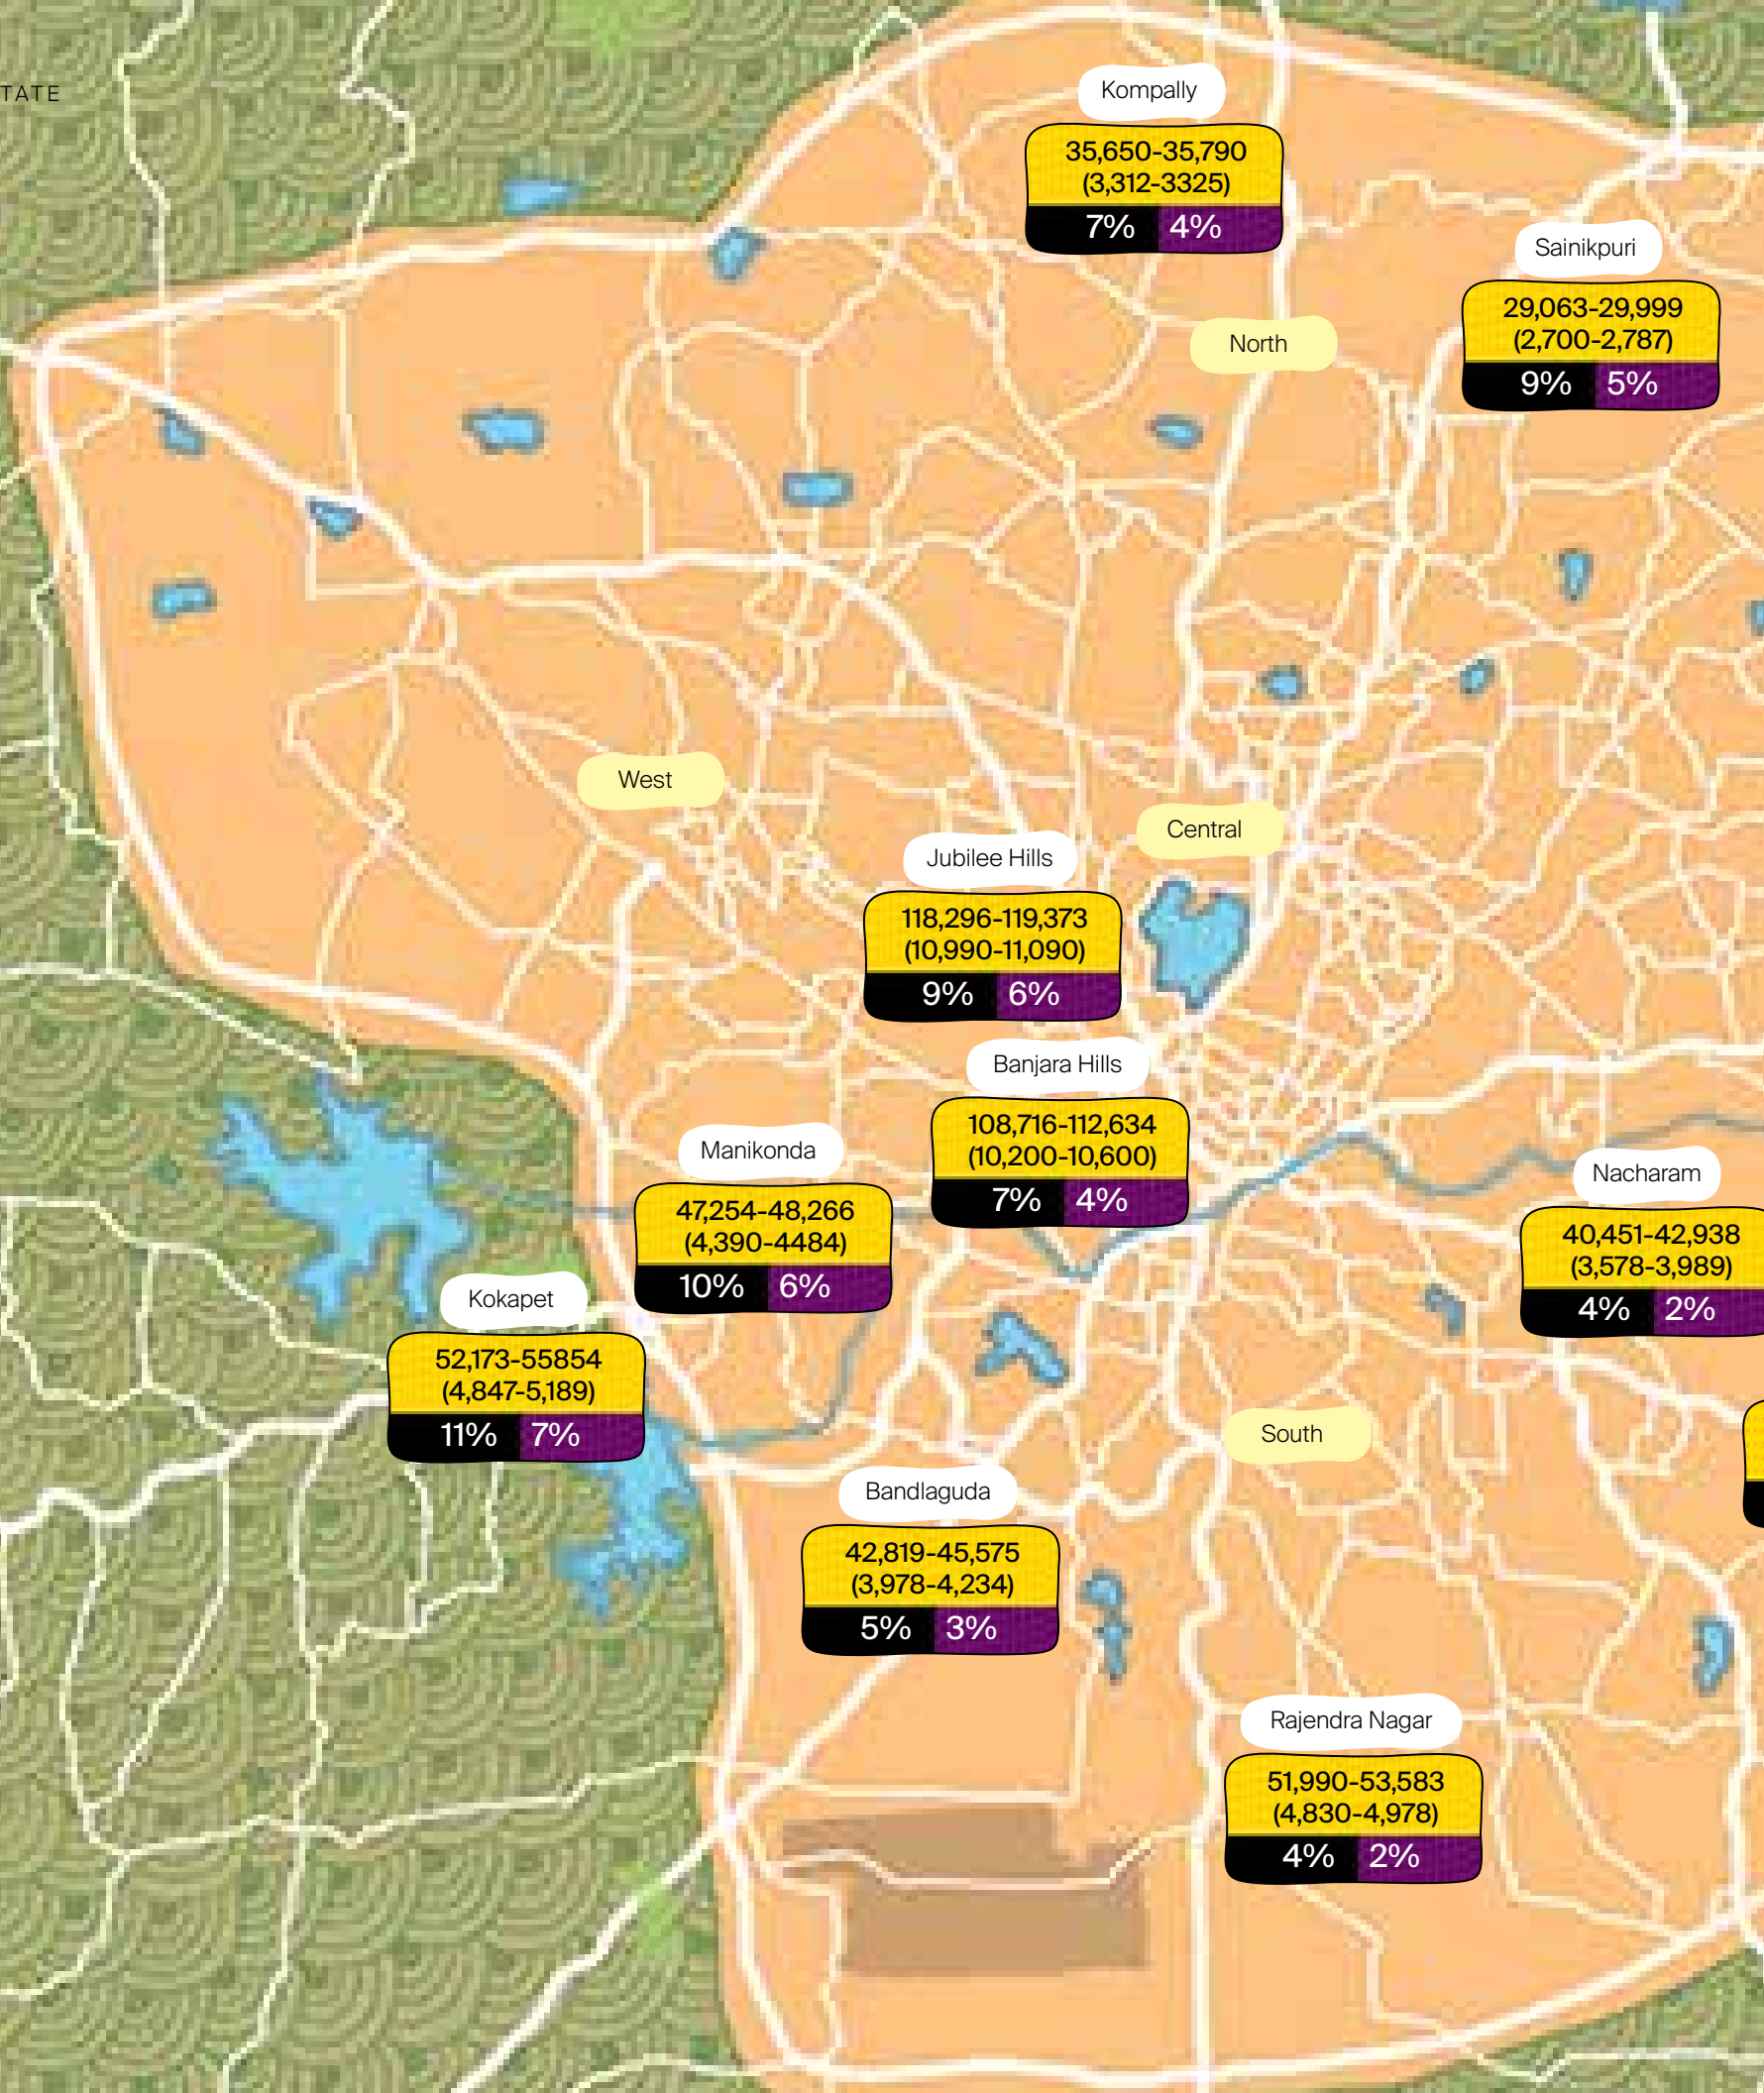 TATE
Kompally
35,650-35,790
(3,312-3325)
7% 4%
Sainikpuri
29,063-29,999
(2,700-2,787)
9% 5%
North
West
Central
Jubilee Hills
118,296-119,373
(10,990-11,090)
9% 6%
Banjara Hills
108,716-112,634
(10,200-10,600)
7% 4%
Manikonda
47,254-48,266
(4,390-4484)
10% 6%
Nacharam
40,451-42,938
(3,578-3,989)
4% 2%
Kokapet
52,173-55854
(4,847-5,189)
11% 7%
South
Bandlaguda
42,819-45,575
(3,978-4,234)
5% 3%
Rajendra Nagar
51,990-53,583
(4,830-4,978)
4% 2%